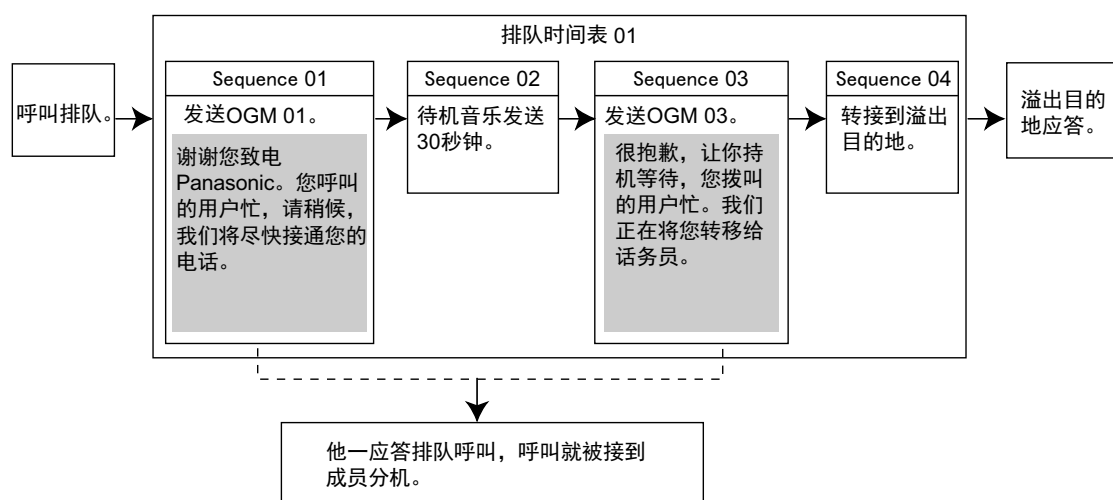 排队时间表 01
呼叫排队。
Sequence 01
发送OGM 01。
谢谢您致电
Panasonic。您呼叫
的用户忙，请稍候，
我们将尽快接通您的
电话。
Sequence 02
待机音乐发送
30秒钟。
Sequence 03
发送OGM 03。
很抱歉，让你持
机等待，您拨叫
的用户忙。我们
正在将您转移给
话务员。
Sequence 04
转接到溢出
目的地。
溢出目的
地应答。
他一应答排队呼叫，呼叫就被接到
成员分机。